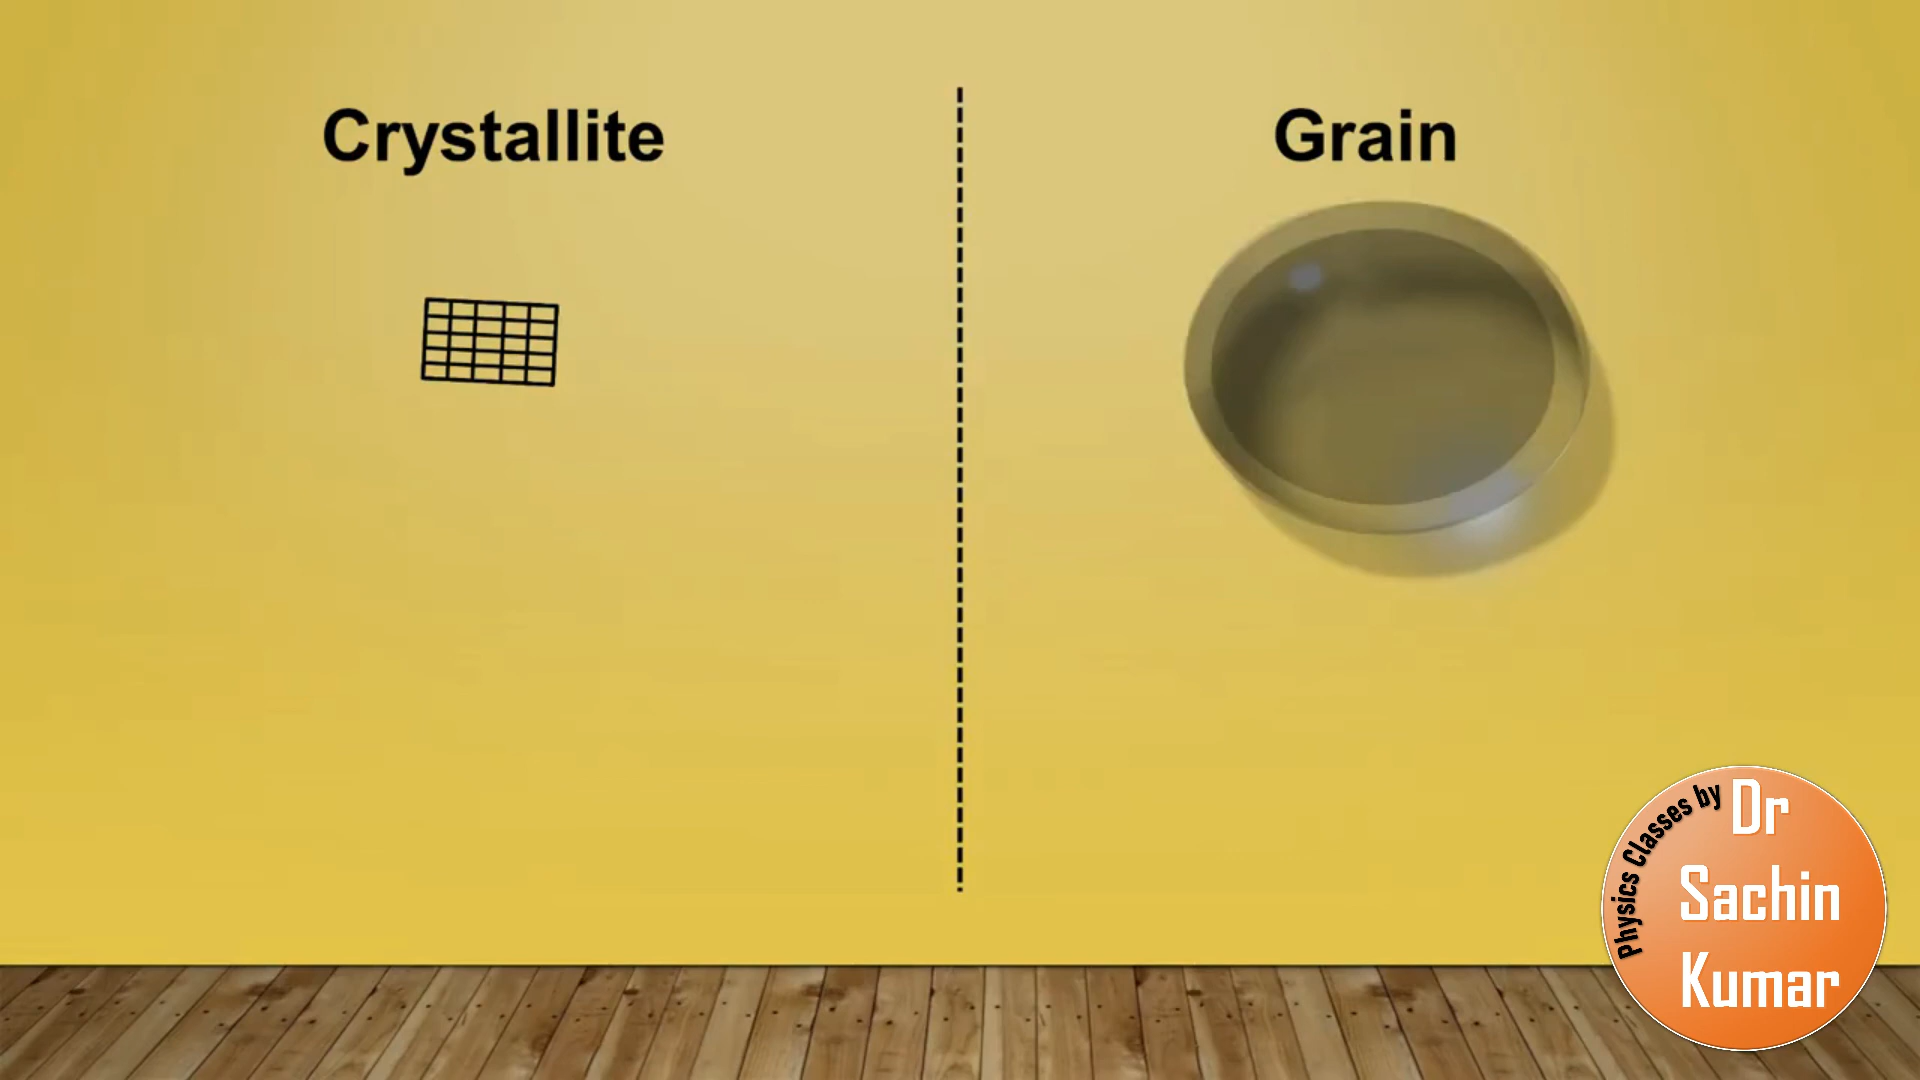 Crystallite
Grain
Physics Classes by
Dr
Sachin
Kumar